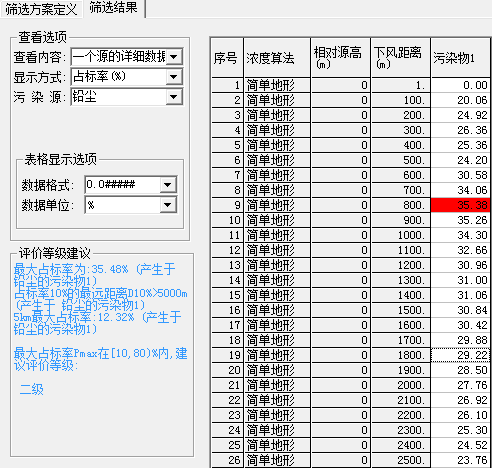 筛选方案定义 筛选结果
查看选项
查看内容: 一个源的详细数据
显示方式: 占标率(%)
污 染 源: 铅尘
表格显示选项
数据格式: 0.0#####
数据单位: %
评价等级建议
最大占标率为:35.48% (产生于
铅尘的污染物1)
占标率10%的最远距离D10%>5000m
(产生于 铅尘的污染物1)
5km最大占标率:12.32% (产生于
铅尘的污染物1)
最大占标率Pmax在[10,80)%内,建
议评价等级:
二级
序号 浓度算法 相对源高(m) 下风距离(m) 污染物1
1 简单地形 0 1. 0.00
2 简单地形 0 100. 20.06
3 简单地形 0 200. 24.92
4 简单地形 0 300. 26.36
5 简单地形 0 400. 25.36
6 简单地形 0 500. 24.20
7 简单地形 0 600. 30.58
8 简单地形 0 700. 34.06
9 简单地形 0 800. 35.38
10 简单地形 0 900. 35.26
11 简单地形 0 1000. 34.30
12 简单地形 0 1100. 32.66
13 简单地形 0 1200. 30.96
14 简单地形 0 1300. 31.00
15 简单地形 0 1400. 31.06
16 简单地形 0 1500. 30.84
17 简单地形 0 1600. 30.42
18 简单地形 0 1700. 29.88
19 简单地形 0 1800. 29.22
20 简单地形 0 1900. 28.50
21 简单地形 0 2000. 27.76
22 简单地形 0 2100. 26.92
23 简单地形 0 2200. 26.10
24 简单地形 0 2300. 25.30
25 简单地形 0 2400. 24.52
26 简单地形 0 2500. 23.76